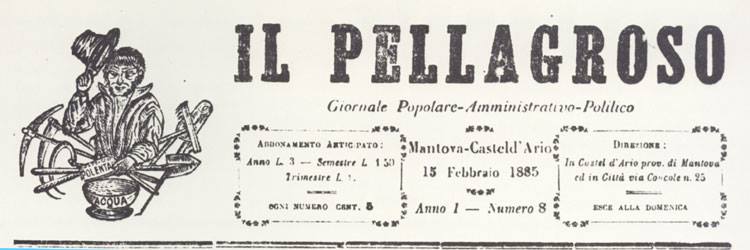 IL PELLAGROSO
Giornale Popolare-Amministrativo-Politico
POLENTA
ACQUA
ABBONAMENTO ANTICIPATO:
Anno L. 3 — Semestre L. 1 50
Trimestre L. 1.
OGNI NUMERO CENT. 5
Mantova-Casteld'Ario
15 Febbraio 1885
Anno I — Numero 8
DIREZIONE:
In Castel d'Ario prov. di Mantova
ed in Città via Concole n. 25
ESCE ALLA DOMENICA